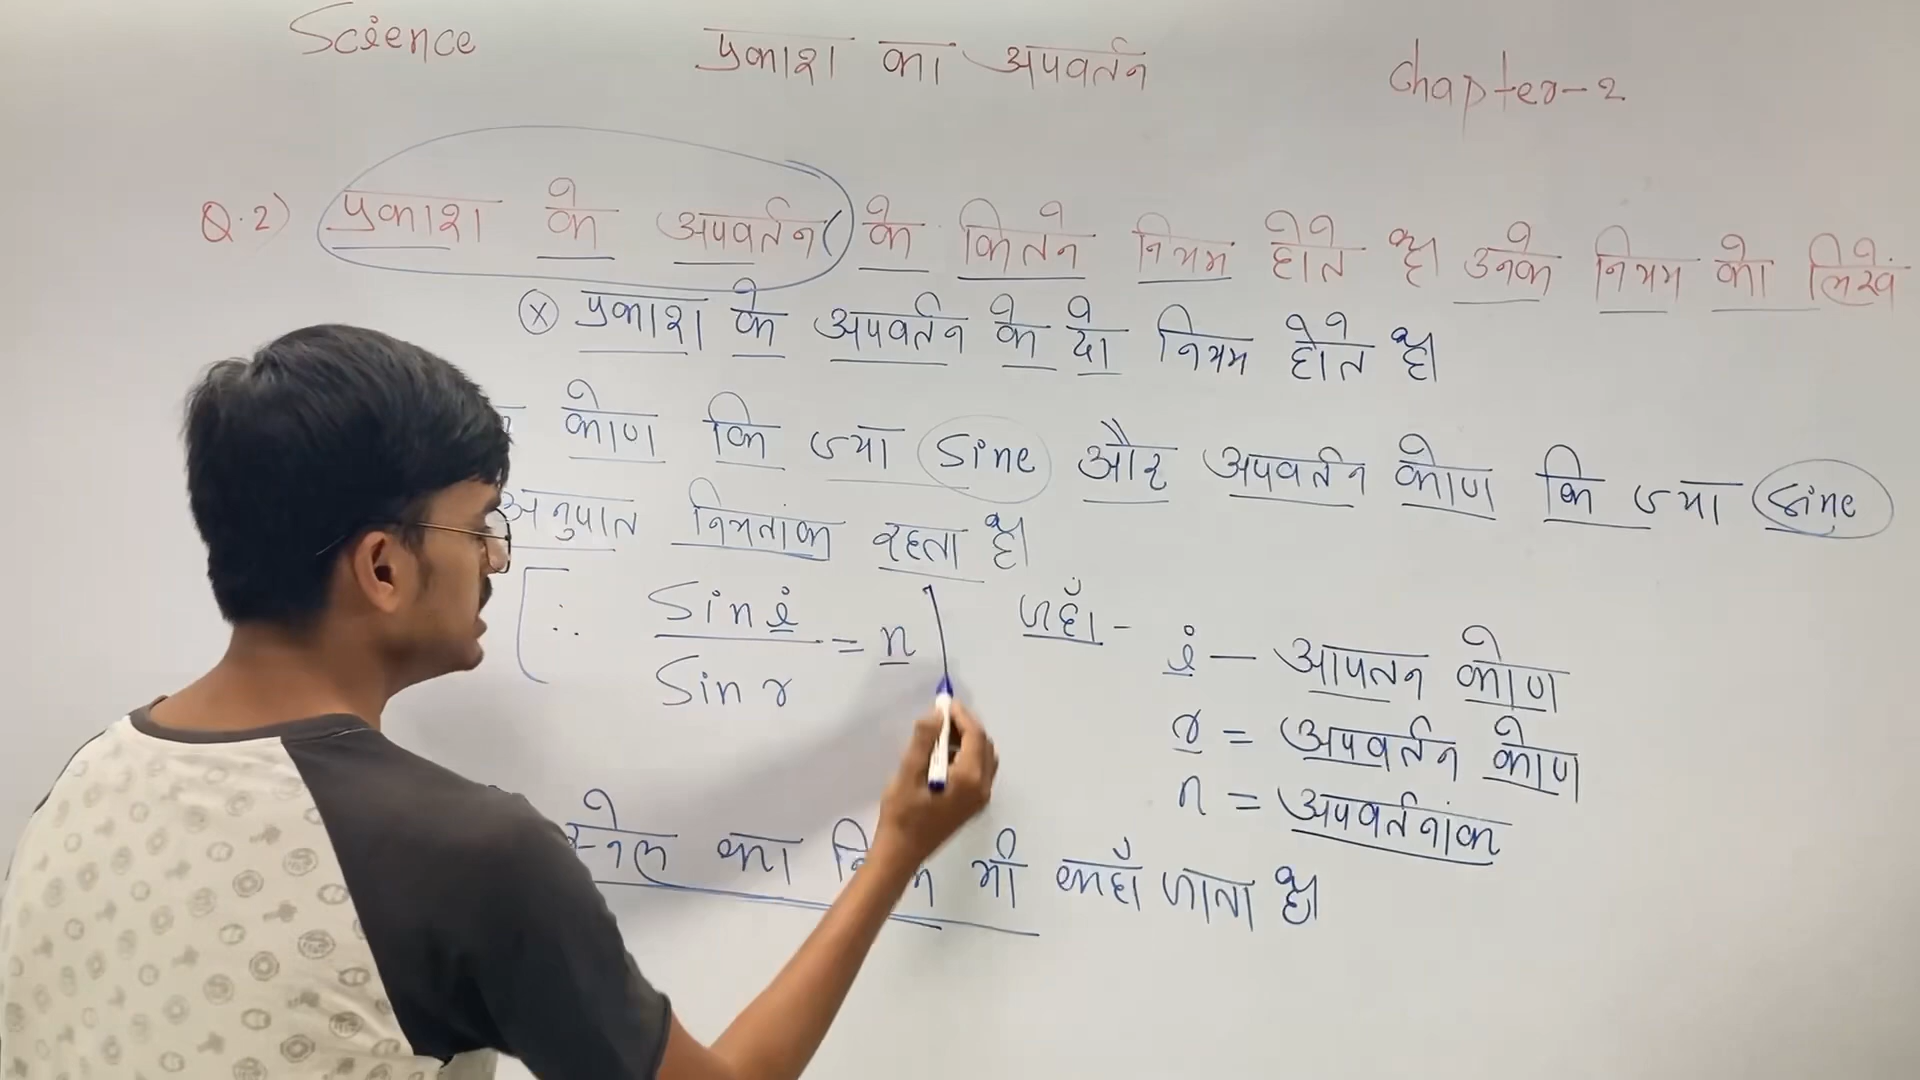 Science प्रकाश का अपवर्तन Chapter-2
Q.2) प्रकाश के अपवर्तन के कितने नियम होते है। उनके नियम को लिखें
(x) प्रकाश के अपवर्तन के दो नियम होते है।
कोण कि ज्या sine और अपवर्तन कोण कि ज्या sine
अनुपात नियतांक रहता है।
[∴ Sin i / Sin r = n] जहाँ-
i — आपतन कोण
r = अपवर्तन कोण
n = अपवर्तनांक
स्नेल का भी कहाँ जाता है।